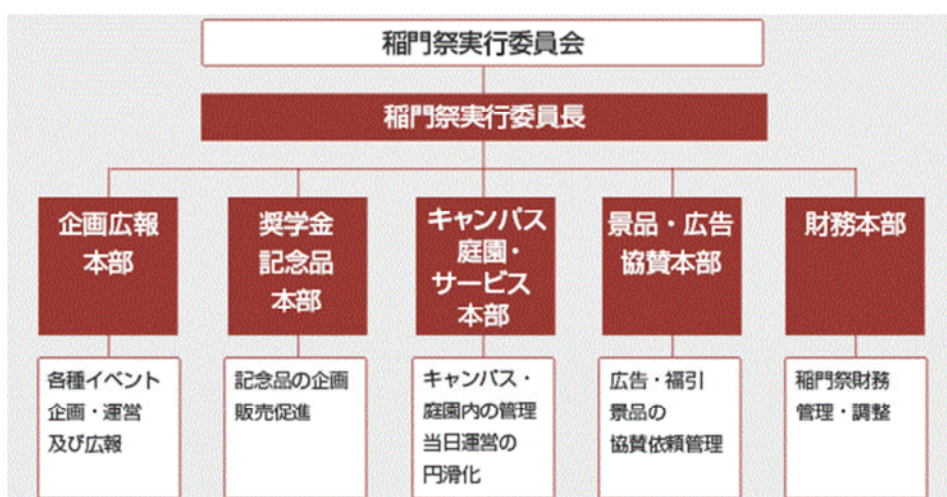 稲門祭実行委員会
稲門祭実行委員長
企画広報
本部
奨学金
記念品
本部
キャンパス
庭園・
サービス
本部
景品・広告
協賛本部
財務本部
各種イベント
企画・運営
及び広報
記念品の企画
販売促進
キャンパス・
庭園内の管理
当日運営の
円滑化
広告・福引
景品の
協賛依頼管理
稲門祭財務
管理・調整